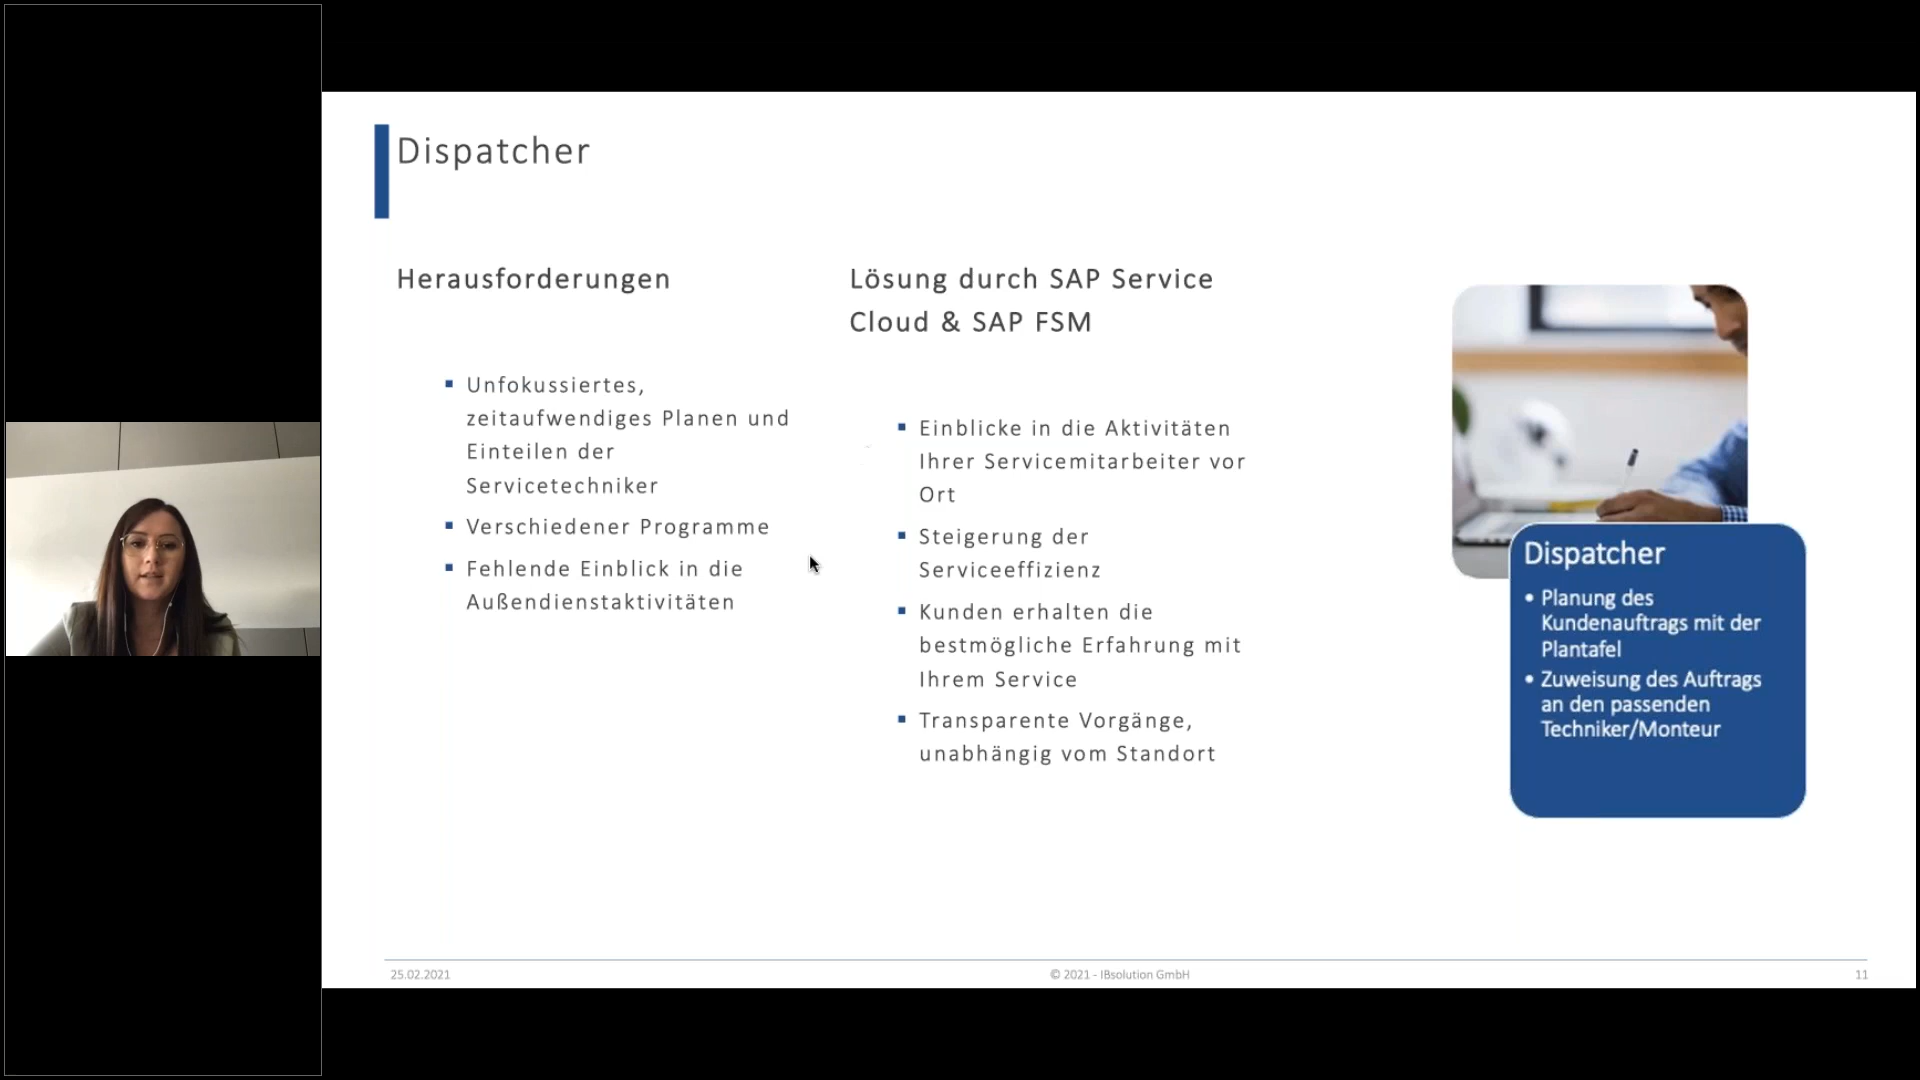 Dispatcher
Herausforderungen
Unfokussiertes,
zeitaufwendiges Planen und
Einteilen der
Servicetechniker
Verschiedener Programme
Fehlende Einblick in die
Außendienstaktivitäten
Lösung durch SAP Service
Cloud & SAP FSM
Einblicke in die Aktivitäten
Ihrer Servicemitarbeiter vor
Ort
Steigerung der
Serviceeffizienz
Kunden erhalten die
bestmögliche Erfahrung mit
Ihrem Service
Transparente Vorgänge,
unabhängig vom Standort
Dispatcher
• Planung des
Kundenauftrags mit der
Plantafel
• Zuweisung des Auftrags
an den passenden
Techniker/Monteur
25.02.2021
© 2021 - IBsolution GmbH
11